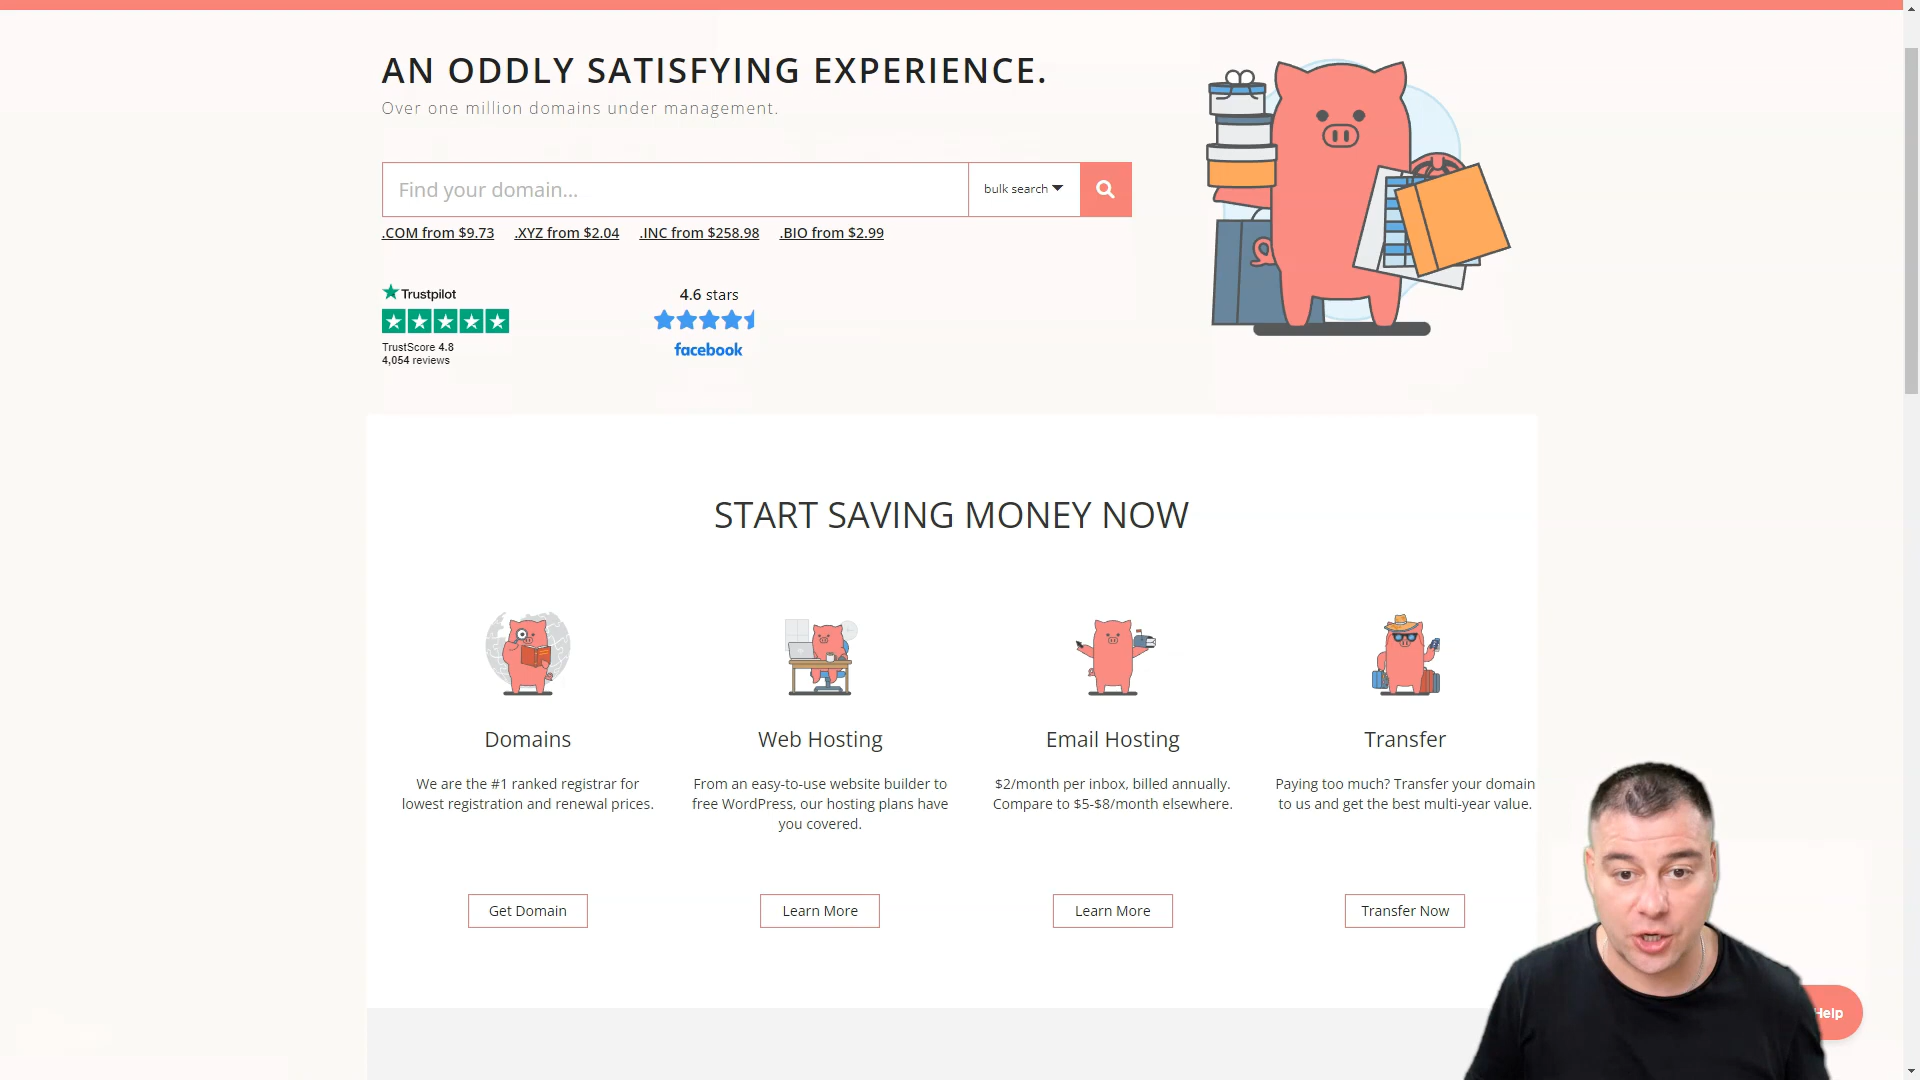 AN ODDLY SATISFYING EXPERIENCE.
Over one million domains under management.
Find your domain...
bulk search
.COM from $9.73 .XYZ from $2.04 .INC from $258.98 .BIO from $2.99
Trustpilot
TrustScore 4.8
4,054 reviews
4.6 stars
facebook
START SAVING MONEY NOW
Domains
We are the #1 ranked registrar for
lowest registration and renewal prices.
Get Domain
Web Hosting
From an easy-to-use website builder to
free WordPress, our hosting plans have
you covered.
Learn More
Email Hosting
$2/month per inbox, billed annually.
Compare to $5-$8/month elsewhere.
Learn More
Transfer
Paying too much? Transfer your domain
to us and get the best multi-year value.
Transfer Now
Help